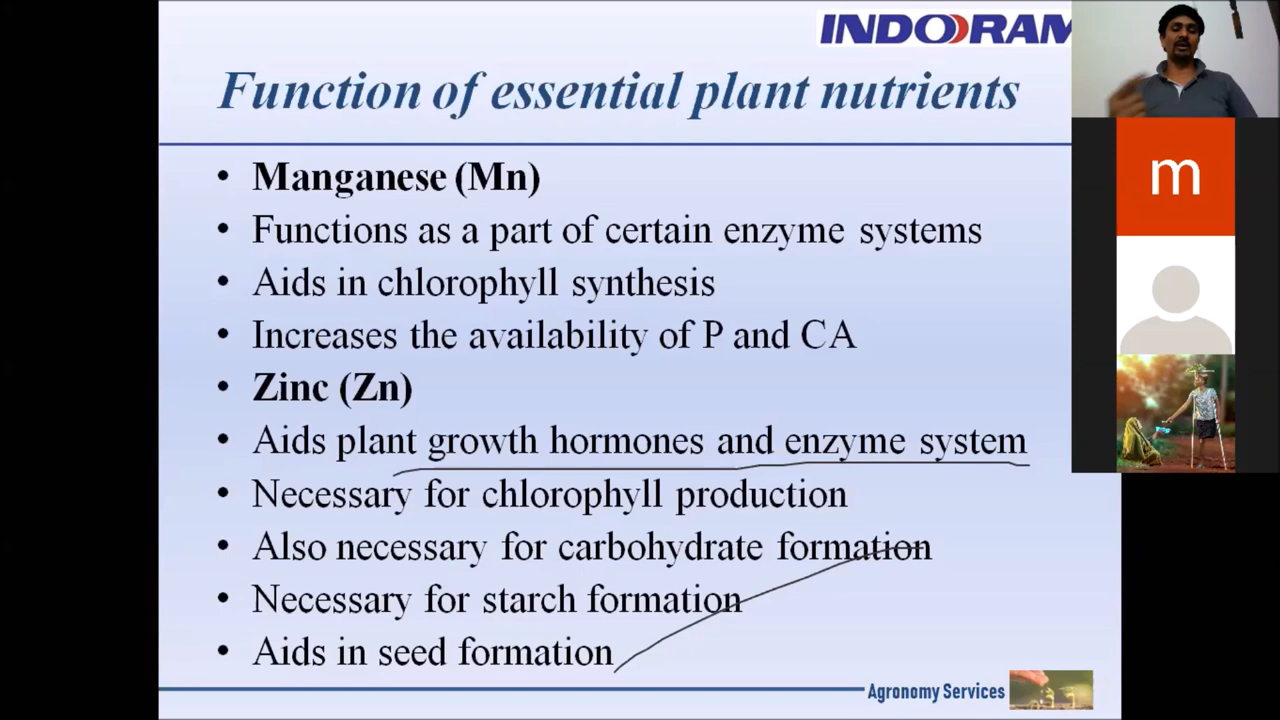 INDORAM
Function of essential plant nutrients
m
• Manganese (Mn)
• Functions as a part of certain enzyme systems
• Aids in chlorophyll synthesis
• Increases the availability of P and CA
• Zinc (Zn)
• Aids plant growth hormones and enzyme system
• Necessary for chlorophyll production
• Also necessary for carbohydrate formation
• Necessary for starch formation
• Aids in seed formation
Agronomy Services